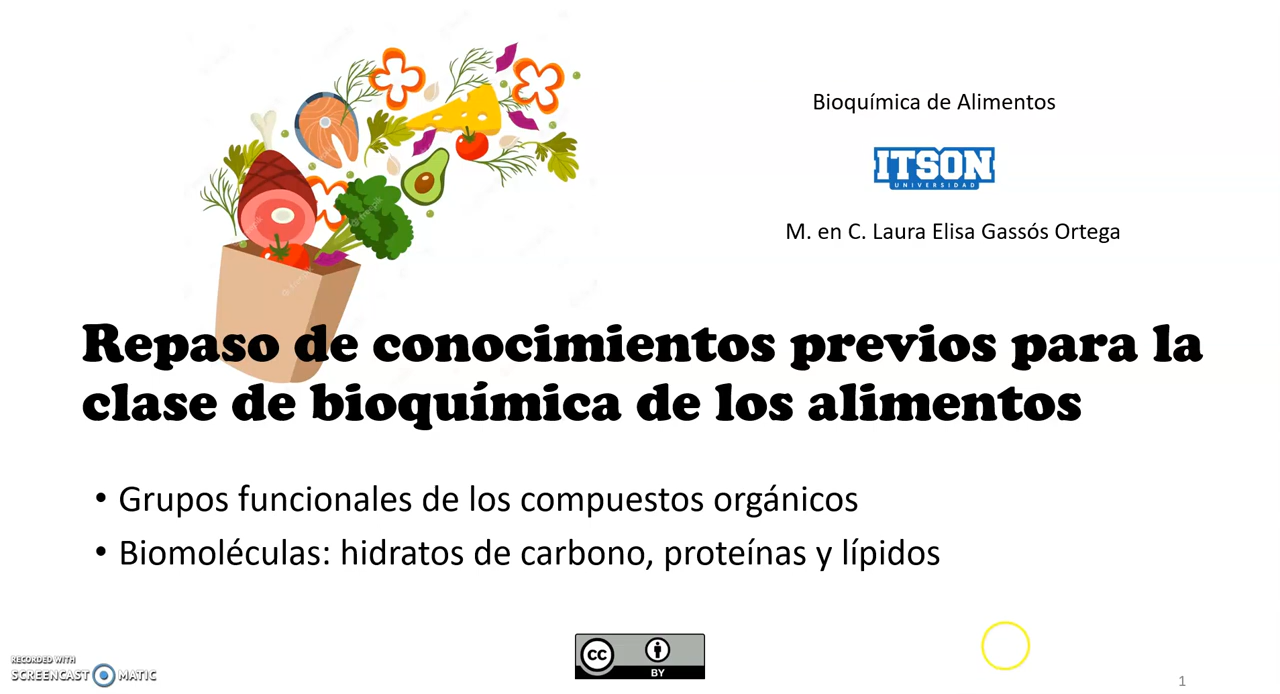 Bioquímica de Alimentos
ITSON
UNIVERSIDAD
M. en C. Laura Elisa Gassós Ortega
Repaso de conocimientos previos para la
clase de bioquímica de los alimentos
• Grupos funcionales de los compuestos orgánicos
• Biomoléculas: hidratos de carbono, proteínas y lípidos
RECORDED WITH
SCREENCAST MATIC
CC
BY
1